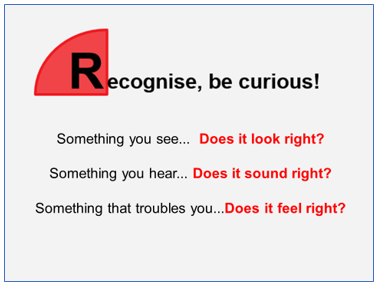 Recognise, be curious!
Something you see... Does it look right?
Something you hear... Does it sound right?
Something that troubles you...Does it feel right?